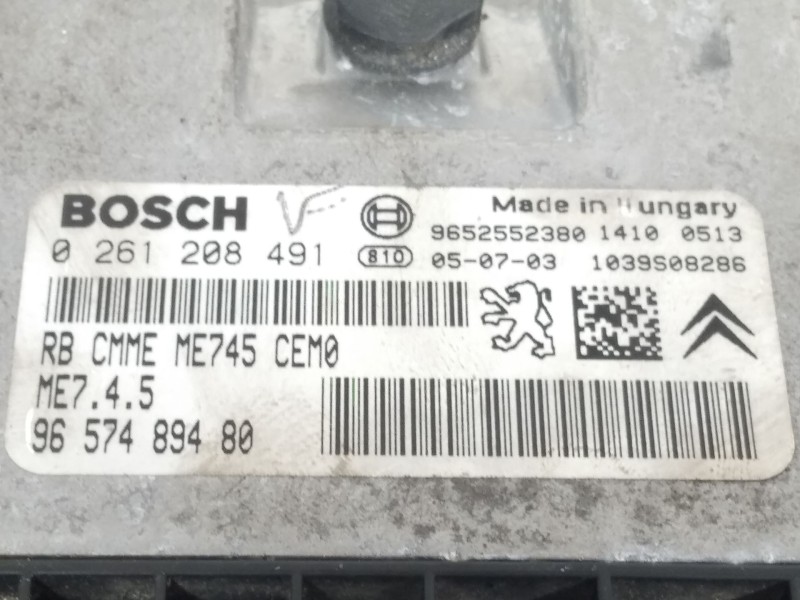 BOSCH
0 261 208 491
810
Made in Hungary
9652552380 1410 0513
05-07-03 1039S08286
RB CMME ME745 CEM0
ME7.4.5
96 574 894 80